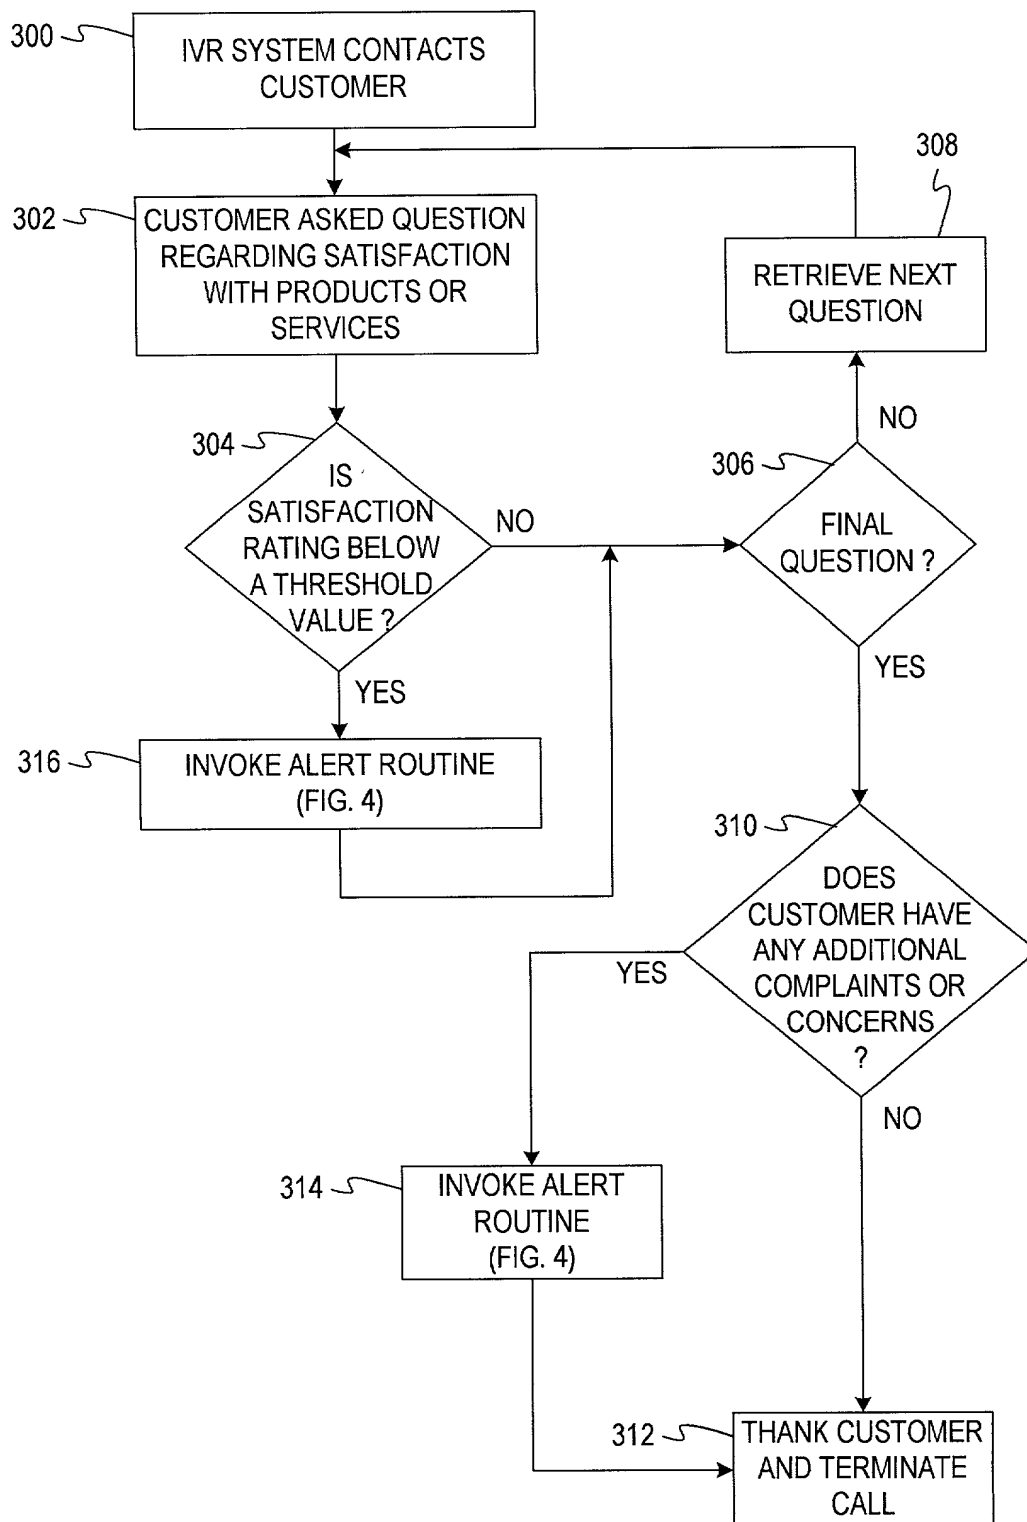 300
IVR SYSTEM CONTACTS
CUSTOMER
308
302
CUSTOMER ASKED QUESTION
REGARDING SATISFACTION
WITH PRODUCTS OR
SERVICES
RETRIEVE NEXT
QUESTION
NO
304
306
IS
SATISFACTION
RATING BELOW
A THRESHOLD
VALUE ?
NO
FINAL
QUESTION ?
YES
YES
316
INVOKE ALERT ROUTINE
(FIG. 4)
310
DOES
CUSTOMER HAVE
ANY ADDITIONAL
COMPLAINTS OR
CONCERNS
?
YES
NO
314
INVOKE ALERT
ROUTINE
(FIG. 4)
312
THANK CUSTOMER
AND TERMINATE
CALL